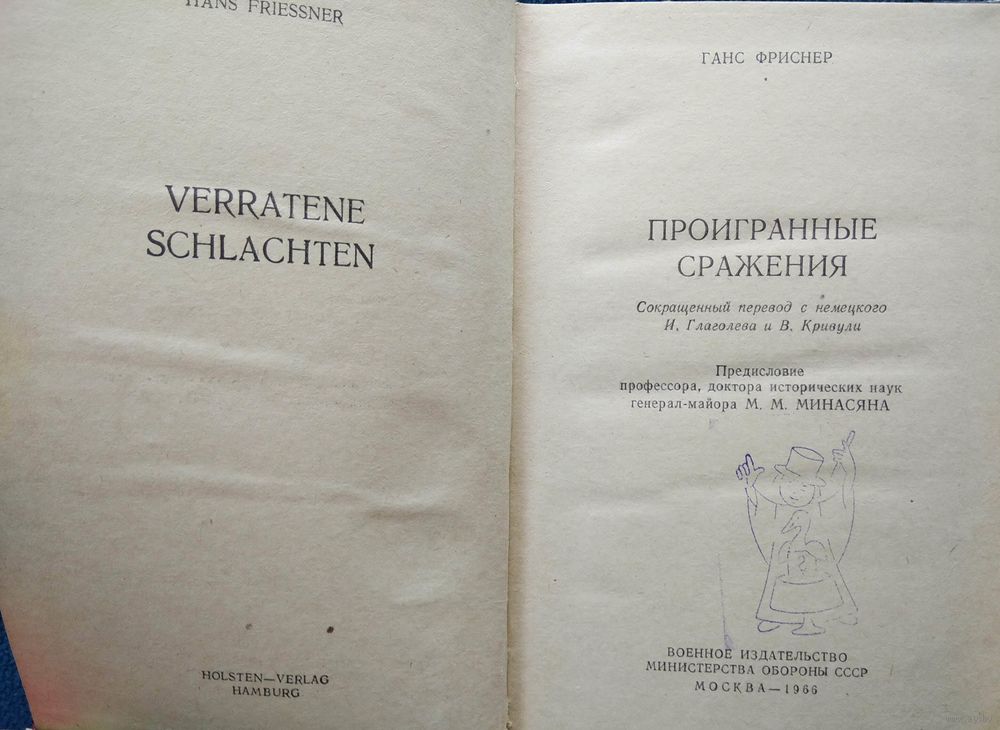 HANS FRIESSNER
VERRATENE
SCHLACHTEN
HOLSTEN—VERLAG
HAMBURG
ГАНС ФРИСНЕР
ПРОИГРАННЫЕ
СРАЖЕНИЯ
Сокращенный перевод с немецкого
И. Глаголева и В. Кривули
Предисловие
профессора, доктора исторических наук
генерал-майора М. М. МИНАСЯНА
ВОЕННОЕ ИЗДАТЕЛЬСТВО
МИНИСТЕРСТВА ОБОРОНЫ СССР
МОСКВА—1966